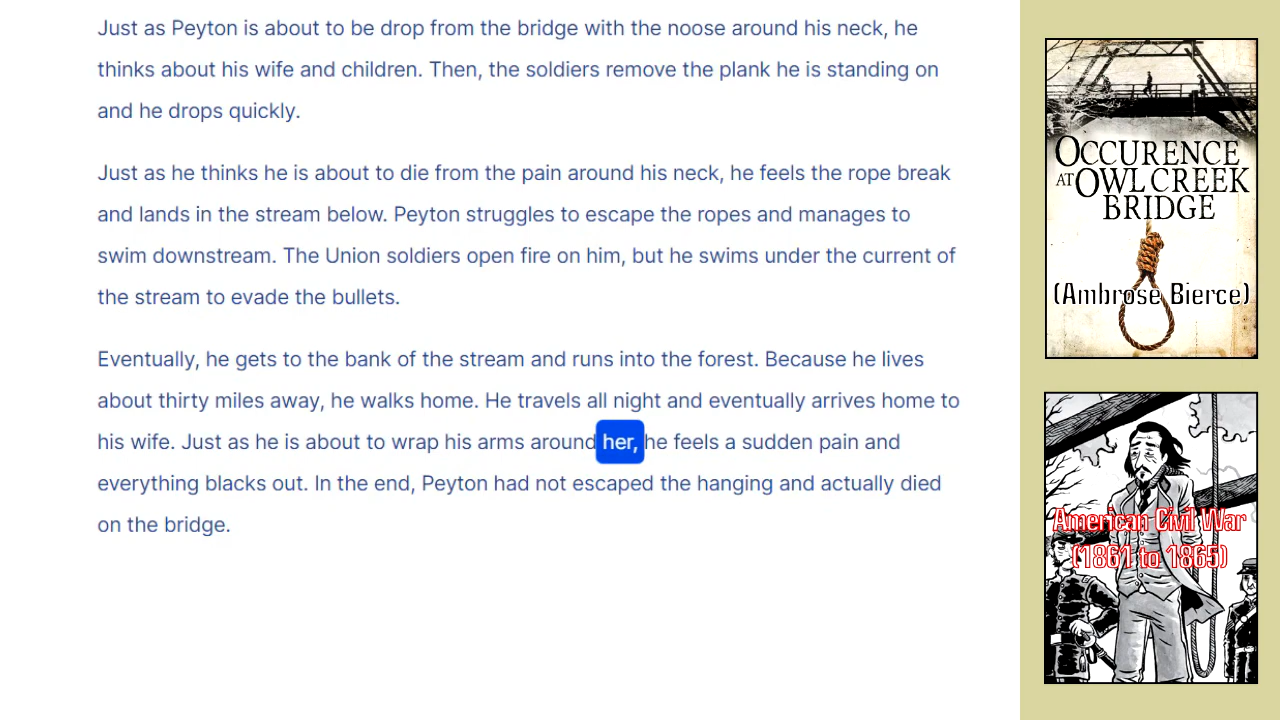 Just as Peyton is about to be drop from the bridge with the noose around his neck, he
thinks about his wife and children. Then, the soldiers remove the plank he is standing on
and he drops quickly.
Just as he thinks he is about to die from the pain around his neck, he feels the rope break
and lands in the stream below. Peyton struggles to escape the ropes and manages to
swim downstream. The Union soldiers open fire on him, but he swims under the current of
the stream to evade the bullets.
Eventually, he gets to the bank of the stream and runs into the forest. Because he lives
about thirty miles away, he walks home. He travels all night and eventually arrives home to
his wife. Just as he is about to wrap his arms around her, he feels a sudden pain and
everything blacks out. In the end, Peyton had not escaped the hanging and actually died
on the bridge.
OCCURENCE
AT OWL CREEK
BRIDGE
(Ambrose Bierce)
American Civil War
(1861 to 1865)